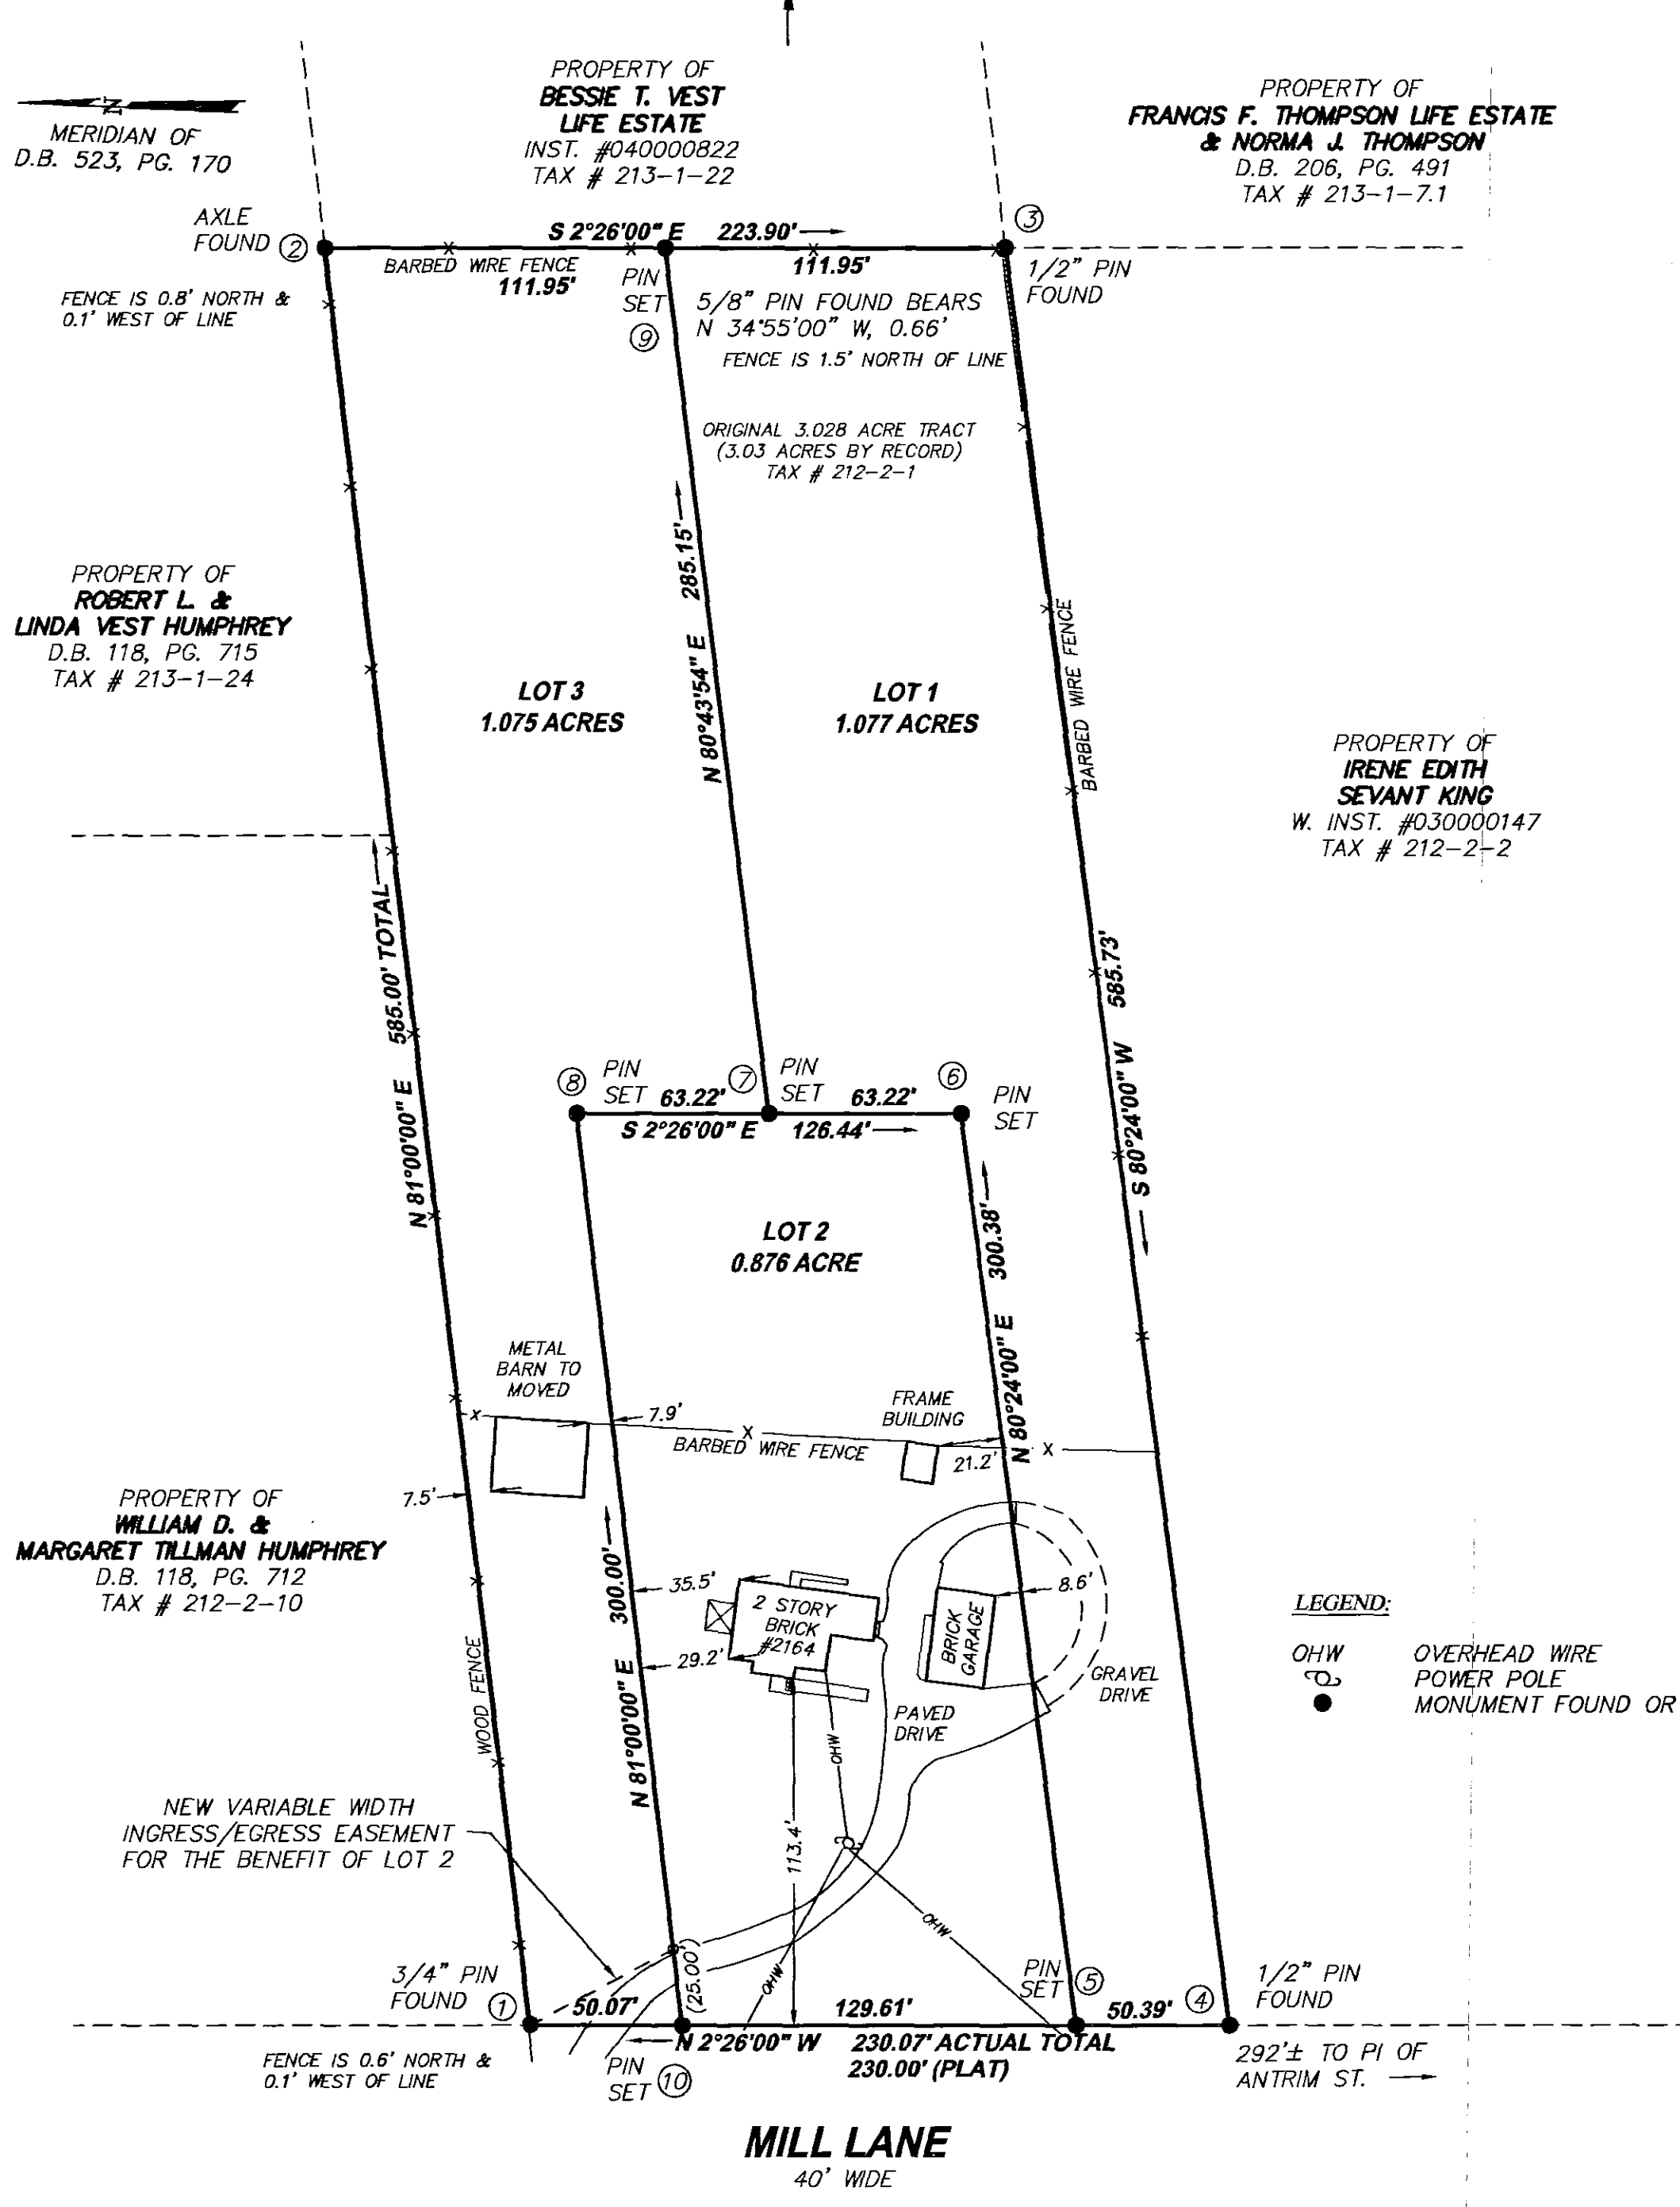 PROPERTY OF
BESSIE T. VEST
LIFE ESTATE
INST. #040000822
TAX # 213-1-22
PROPERTY OF
FRANCIS F. THOMPSON LIFE ESTATE
& NORMA J. THOMPSON
D.B. 206, PG. 491
TAX # 213-1-7.1
N
MERIDIAN OF
D.B. 523, PG. 170
AXLE
FOUND
2
S 2°26'00" E 223.90'
3
BARBED WIRE FENCE
111.95'
PIN
SET
9
111.95'
1/2" PIN
FOUND
FENCE IS 0.8' NORTH &
0.1' WEST OF LINE
5/8" PIN FOUND BEARS
N 34°55'00" W, 0.66'
FENCE IS 1.5' NORTH OF LINE
ORIGINAL 3.028 ACRE TRACT
(3.03 ACRES BY RECORD)
TAX # 212-2-1
N 80°43'54" E 285.15'
PROPERTY OF
ROBERT L. &
LINDA VEST HUMPHREY
D.B. 118, PG. 715
TAX # 213-1-24
LOT 3
1.075 ACRES
LOT 1
1.077 ACRES
BARBED WIRE FENCE
PROPERTY OF
IRENE EDITH
SEVANT KING
W. INST. #030000147
TAX # 212-2-2
N 81°00'00" E 585.00' TOTAL
S 80°24'00" W 585.73'
8
PIN
SET
63.22'
7
PIN
SET
63.22'
6
PIN
SET
S 2°26'00" E 126.44'
LOT 2
0.876 ACRE
N 80°24'00" E 300.38'
METAL
BARN TO
MOVED
7.9'
FRAME
BUILDING
X
X
X
BARBED WIRE FENCE
21.2'
7.5'
PROPERTY OF
WILLIAM D. &
MARGARET TILLMAN HUMPHREY
D.B. 118, PG. 712
TAX # 212-2-10
N 81°00'00" E 300.00'
35.5'
2 STORY
BRICK
#2164
29.2'
BRICK
GARAGE
8.6'
GRAVEL
DRIVE
PAVED
DRIVE
LEGEND:
OHW OVERHEAD WIRE
POWER POLE
MONUMENT FOUND OR
WOOD FENCE
OHW
113.4'
NEW VARIABLE WIDTH
INGRESS/EGRESS EASEMENT
FOR THE BENEFIT OF LOT 2
OHW
OHW
(25.00')
3/4" PIN
FOUND
1
50.07'
129.61'
PIN
SET
5
50.39'
4
1/2" PIN
FOUND
N 2°26'00" W 230.07' ACTUAL TOTAL
230.00' (PLAT)
FENCE IS 0.6' NORTH &
0.1' WEST OF LINE
PIN
SET
10
292'± TO PI OF
ANTRIM ST.
MILL LANE
40' WIDE